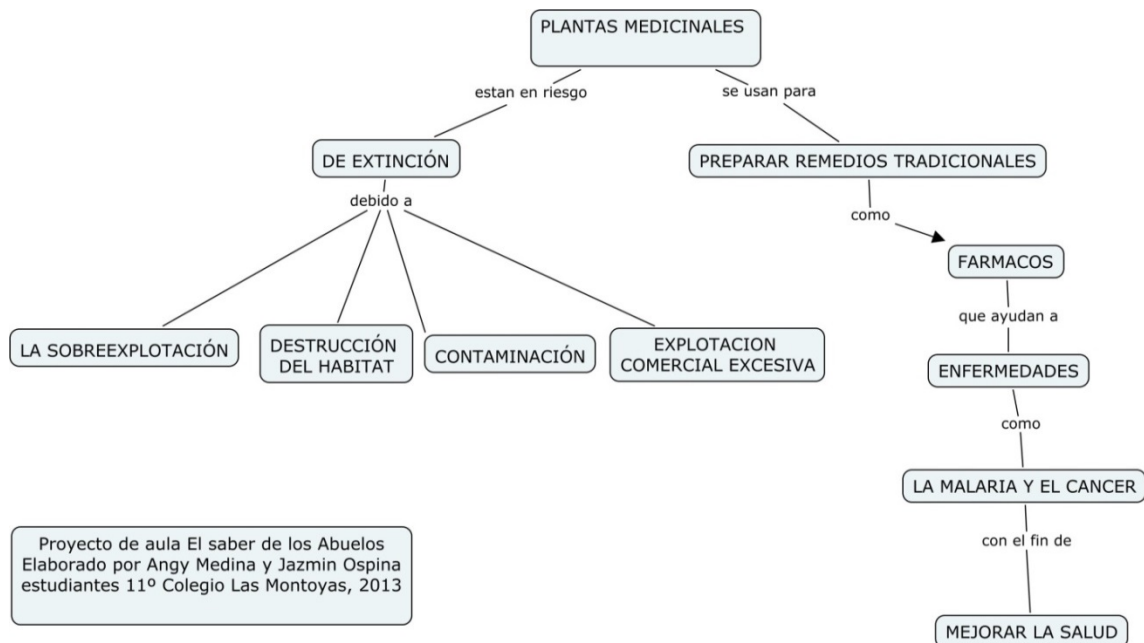 PLANTAS MEDICINALES
estan en riesgo
se usan para
DE EXTINCIÓN
PREPARAR REMEDIOS TRADICIONALES
debido a
como
FARMACOS
que ayudan a
LA SOBREEXPLOTACIÓN
DESTRUCCIÓN
DEL HABITAT
CONTAMINACIÓN
EXPLOTACION
COMERCIAL EXCESIVA
ENFERMEDADES
como
LA MALARIA Y EL CANCER
con el fin de
MEJORAR LA SALUD
Proyecto de aula El saber de los Abuelos
Elaborado por Angy Medina y Jazmin Ospina
estudiantes 11º Colegio Las Montoyas, 2013